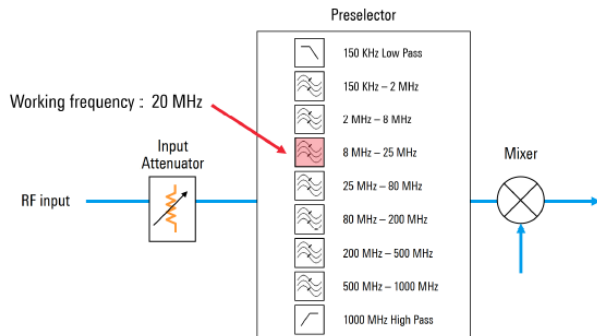 Preselector
150 KHz Low Pass
150 KHz – 2 MHz
Working frequency : 20 MHz
2 MHz – 8 MHz
Input
Attenuator
8 MHz – 25 MHz
Mixer
25 MHz – 80 MHz
RF input
80 MHz – 200 MHz
200 MHz – 500 MHz
500 MHz – 1000 MHz
1000 MHz High Pass